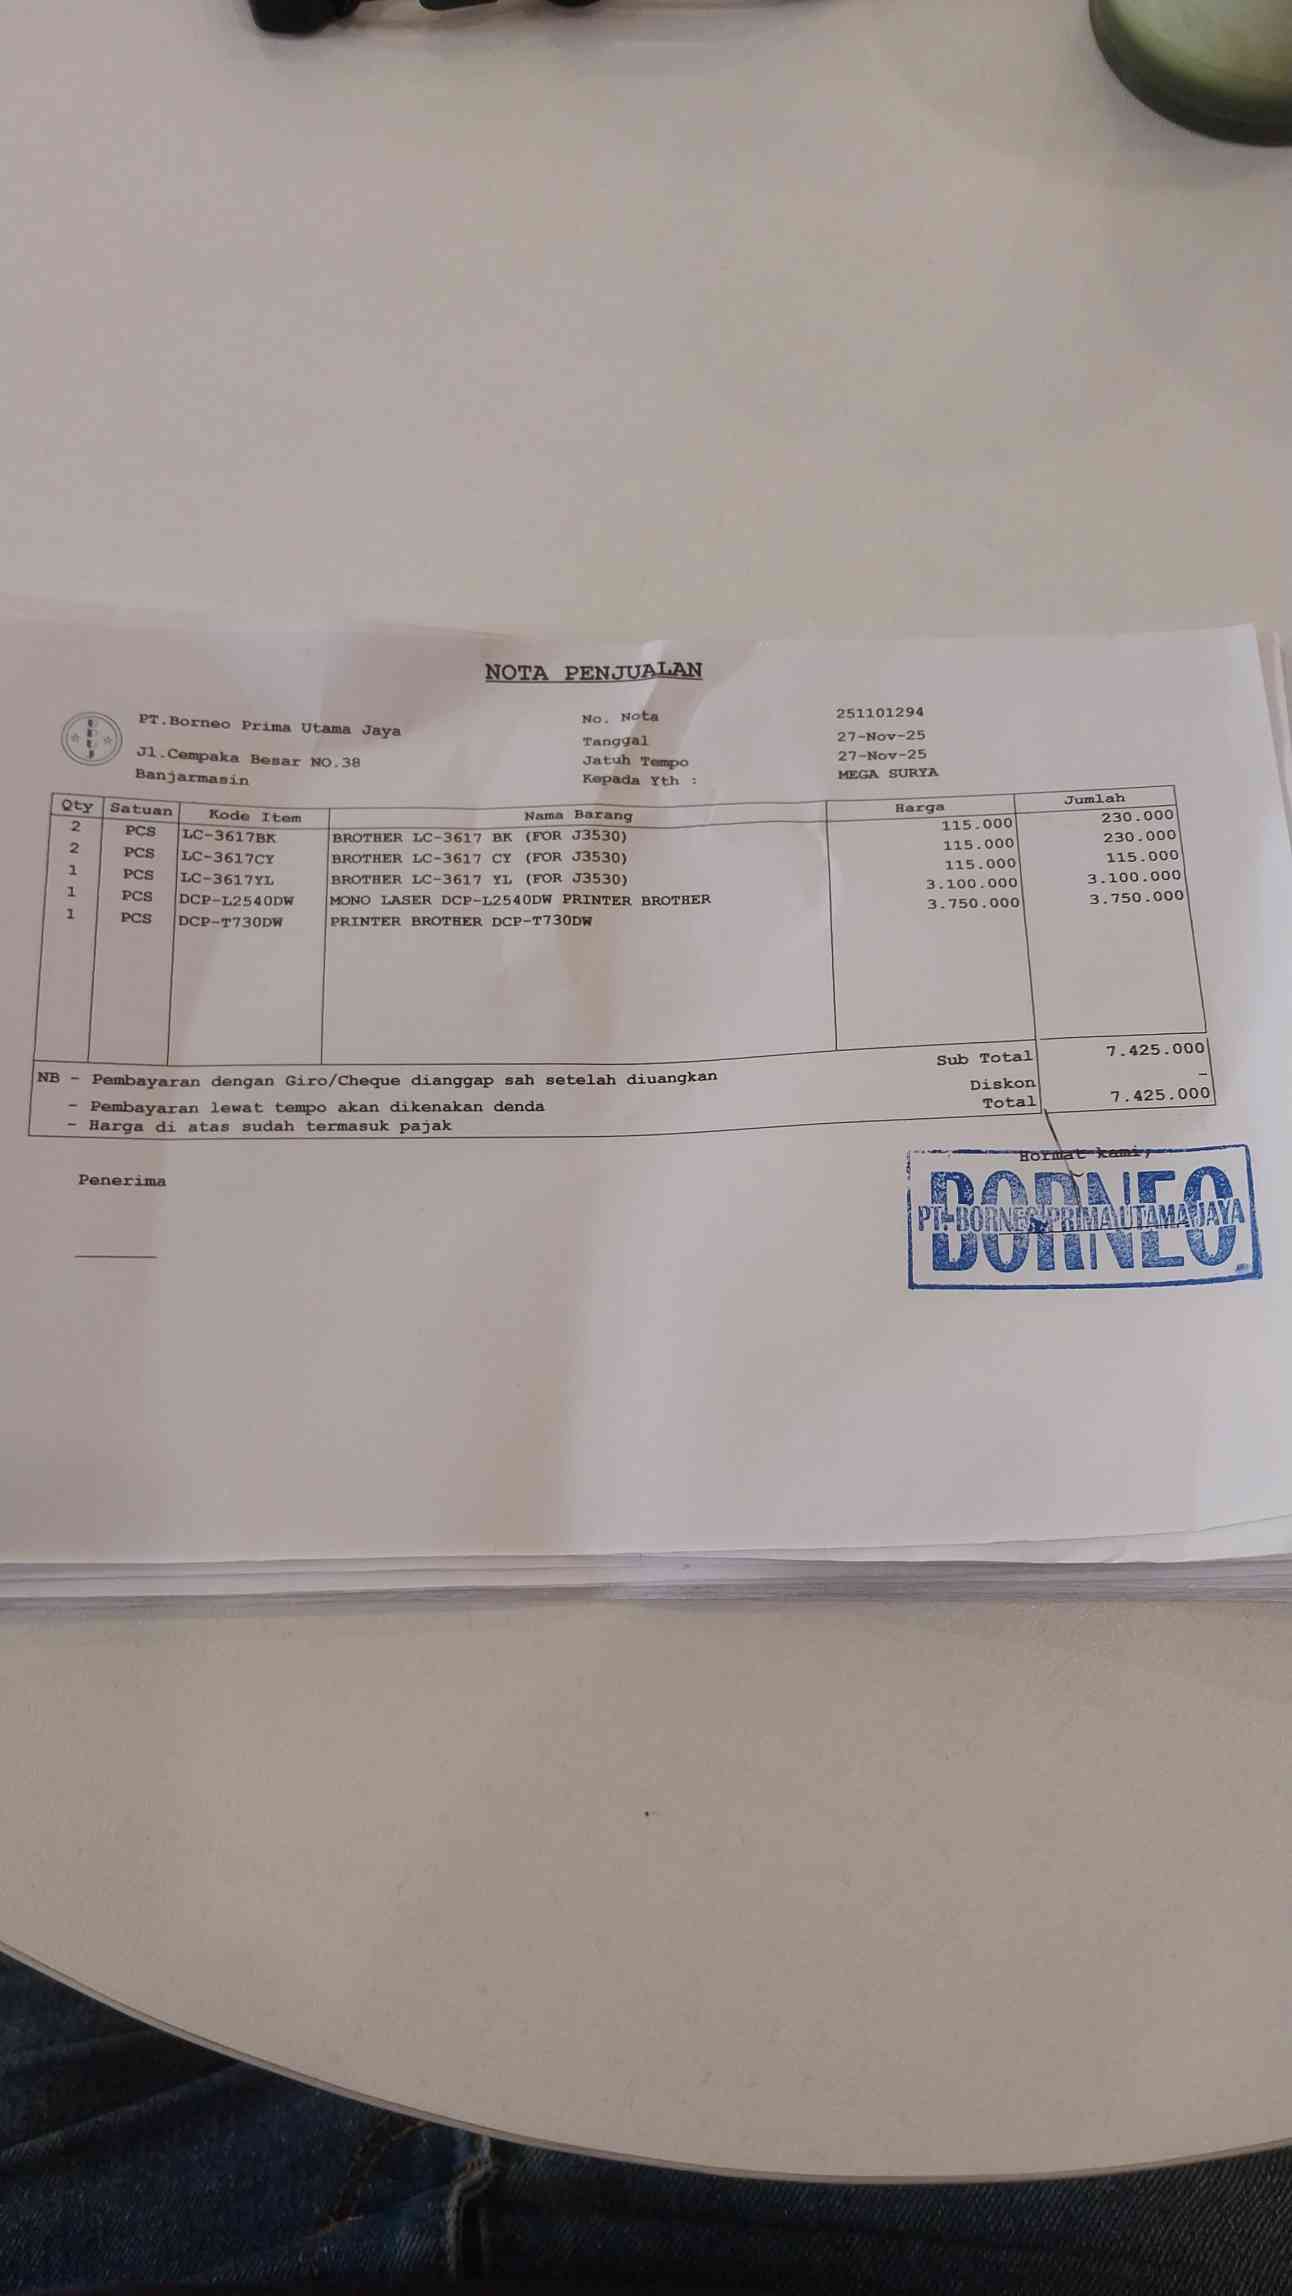 NOTA PENJUALAN
PT.Borneo Prima Utama Jaya
Jl.Cempaka Besar NO.38
Banjarmasin
No. Nota 251101294
Tanggal 27-Nov-25
Jatuh Tempo 27-Nov-25
Kepada Yth : MEGA SURYA
Qty Satuan Kode Item Nama Barang Harga Jumlah
2 PCS LC-3617BK BROTHER LC-3617 BK (FOR J3530) 115.000 230.000
2 PCS LC-3617CY BROTHER LC-3617 CY (FOR J3530) 115.000 230.000
1 PCS LC-3617YL BROTHER LC-3617 YL (FOR J3530) 115.000 115.000
1 PCS DCP-L2540DW MONO LASER DCP-L2540DW PRINTER BROTHER 3.100.000 3.100.000
1 PCS DCP-T730DW PRINTER BROTHER DCP-T730DW 3.750.000 3.750.000
Sub Total 7.425.000
Diskon -
Total 7.425.000
NB - Pembayaran dengan Giro/Cheque dianggap sah setelah diuangkan
- Pembayaran lewat tempo akan dikenakan denda
- Harga di atas sudah termasuk pajak
Penerima
Hormat kami,
BORNEO
PT. BORNEO PRIMA UTAMA JAYA